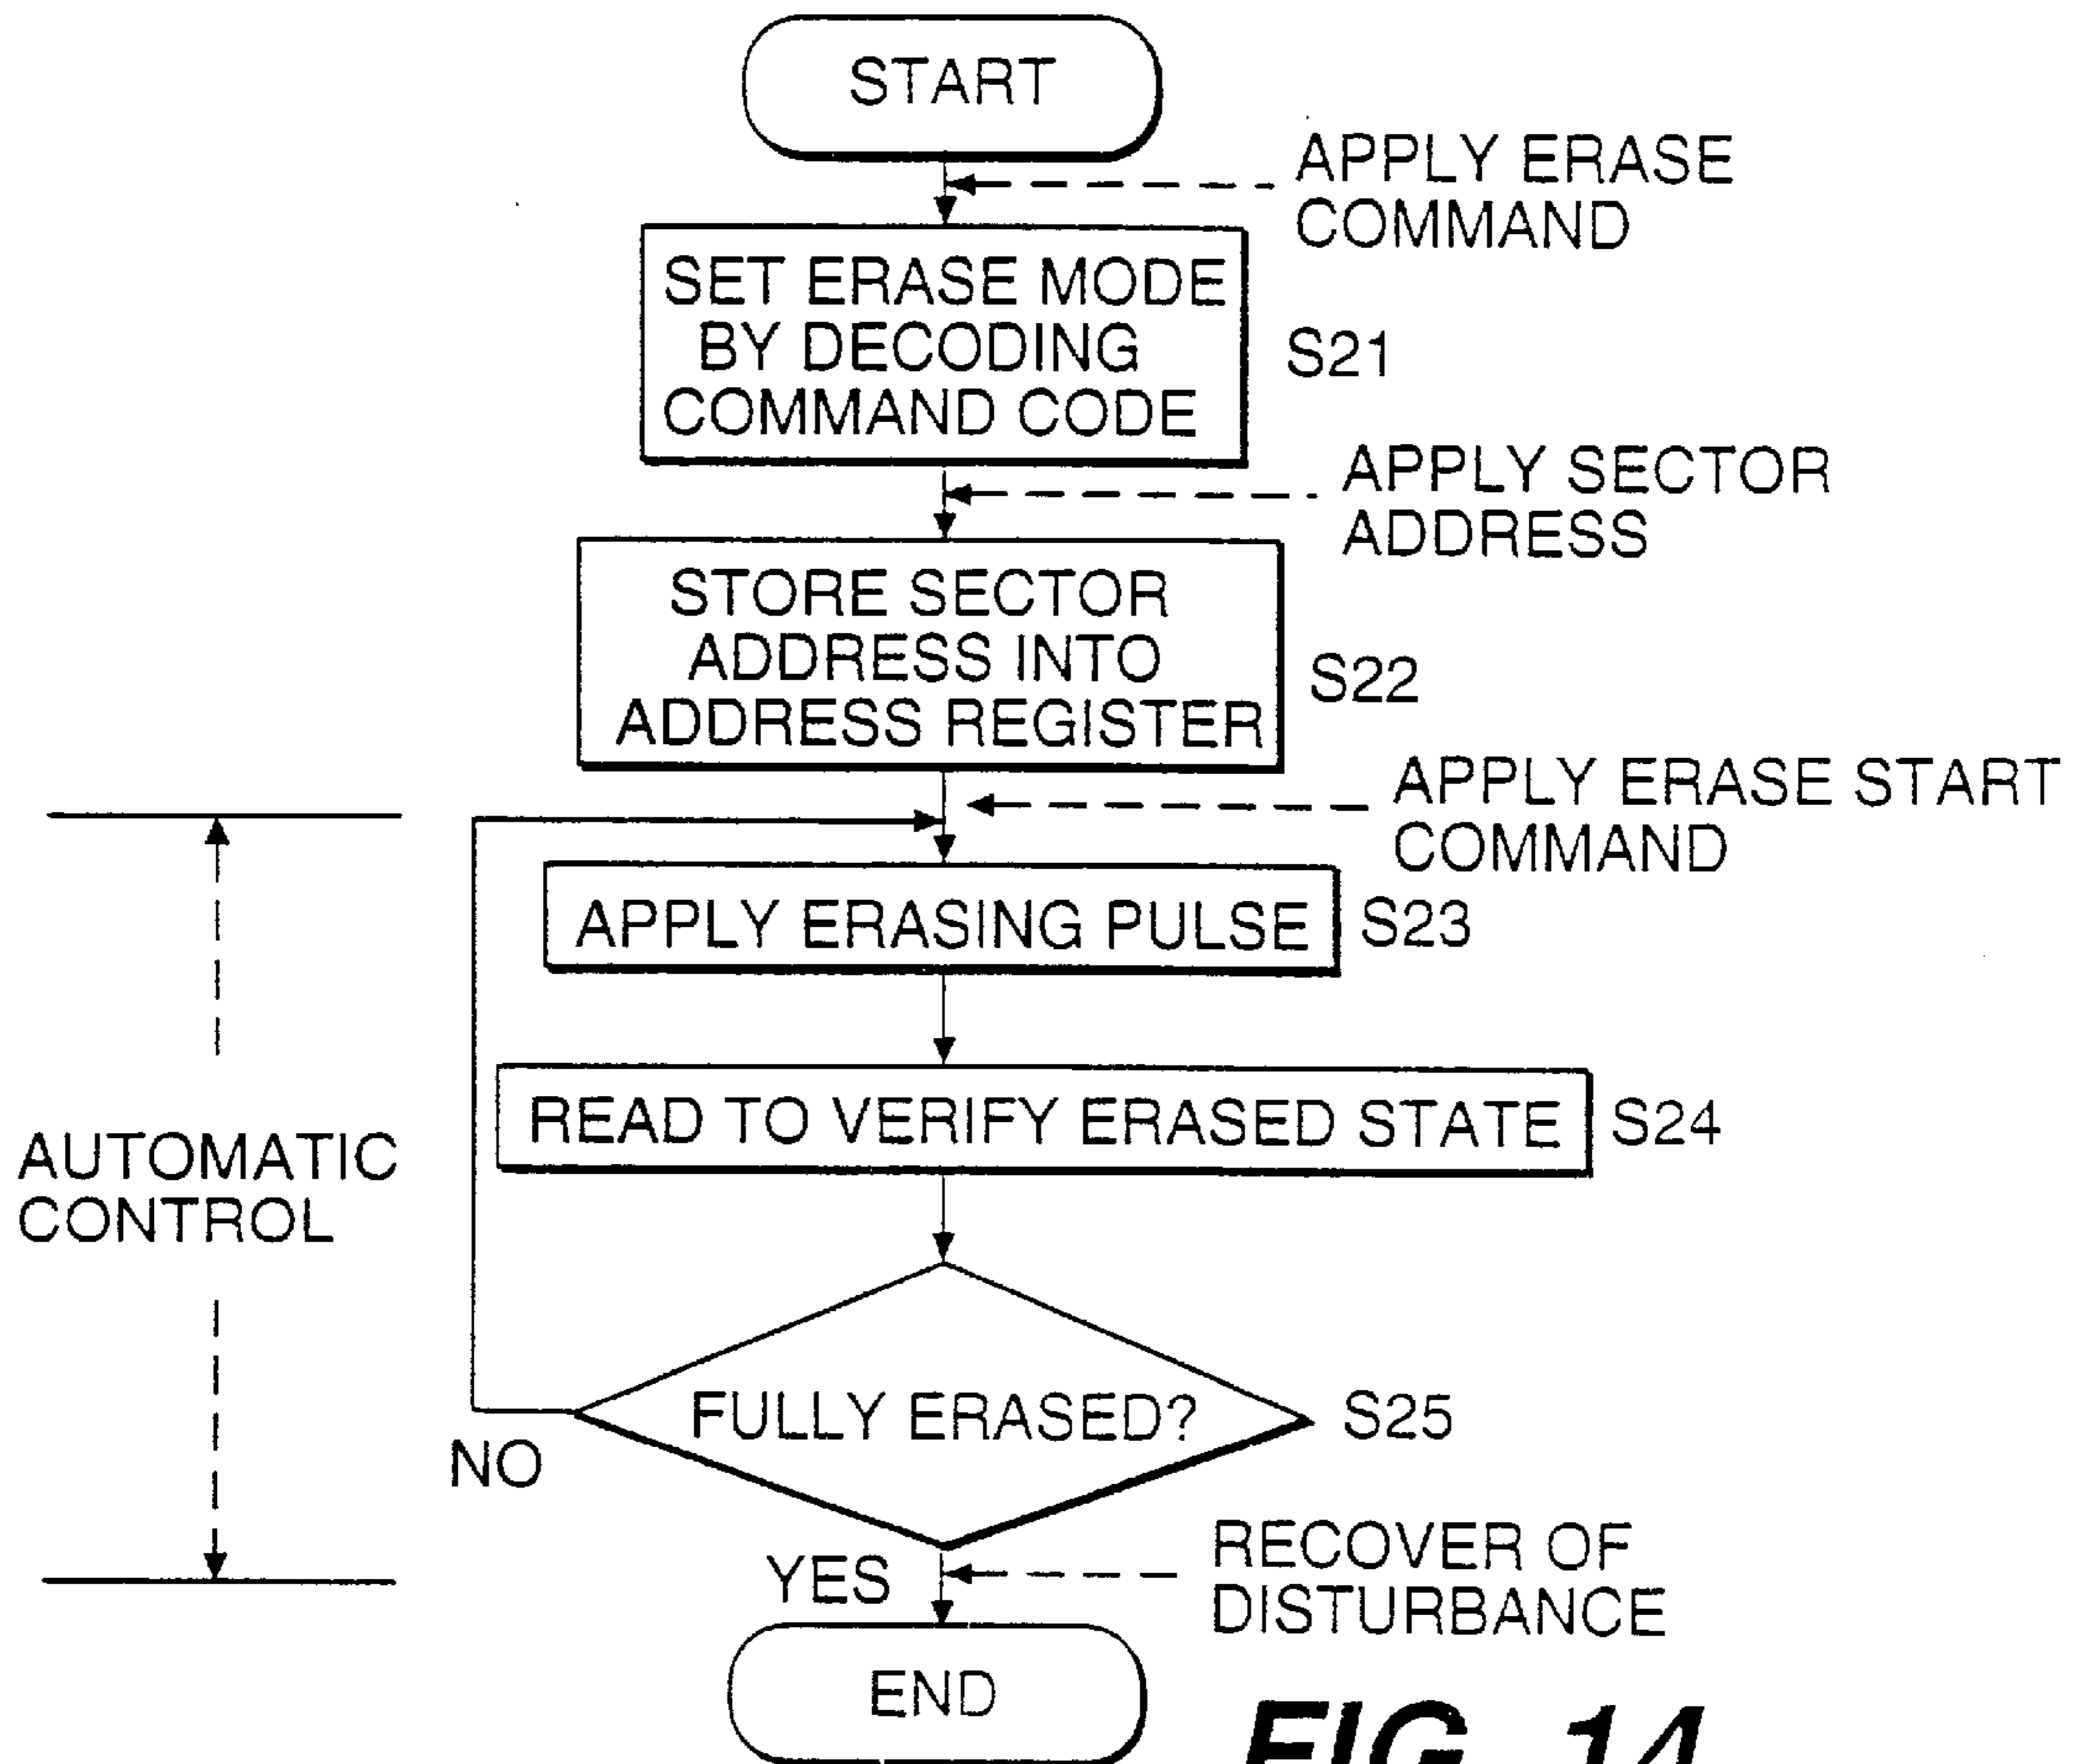 START
APPLY ERASE
COMMAND
SET ERASE MODE
BY DECODING
COMMAND CODE
S21
APPLY SECTOR
ADDRESS
STORE SECTOR
ADDRESS INTO
ADDRESS REGISTER
S22
APPLY ERASE START
COMMAND
APPLY ERASING PULSE
S23
READ TO VERIFY ERASED STATE
S24
AUTOMATIC
CONTROL
FULLY ERASED?
S25
NO
YES
RECOVER OF
DISTURBANCE
END
FIG. 14